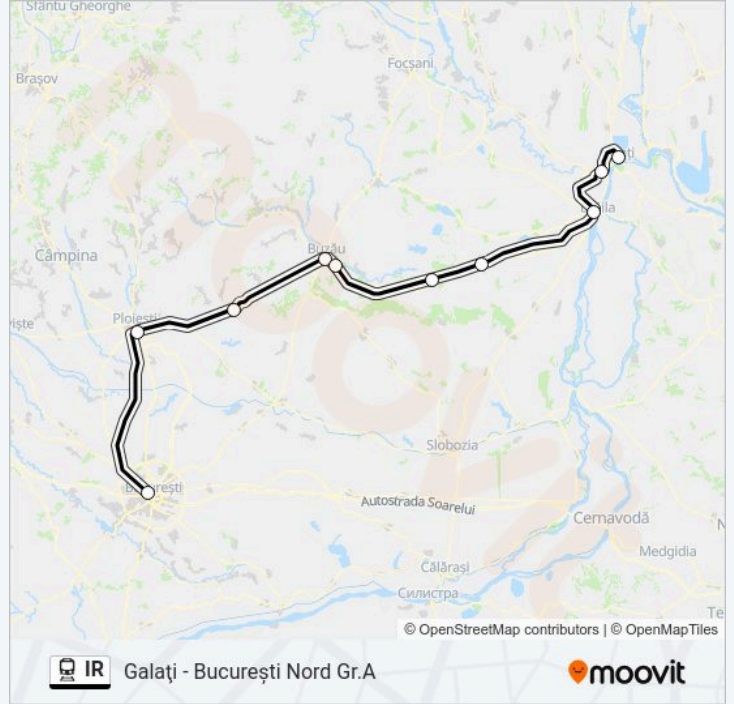 Sfântu Gheorghe
Brașov
Focșani
Buzău
Câmpina
Ploiești
Slobozia
București
Autostrada Soarelui
Cernavodă
Medgidia
Călărași
Силистра
© OpenStreetMap contributors | © OpenMapTiles
IR Galaţi - București Nord Gr.A
moovit